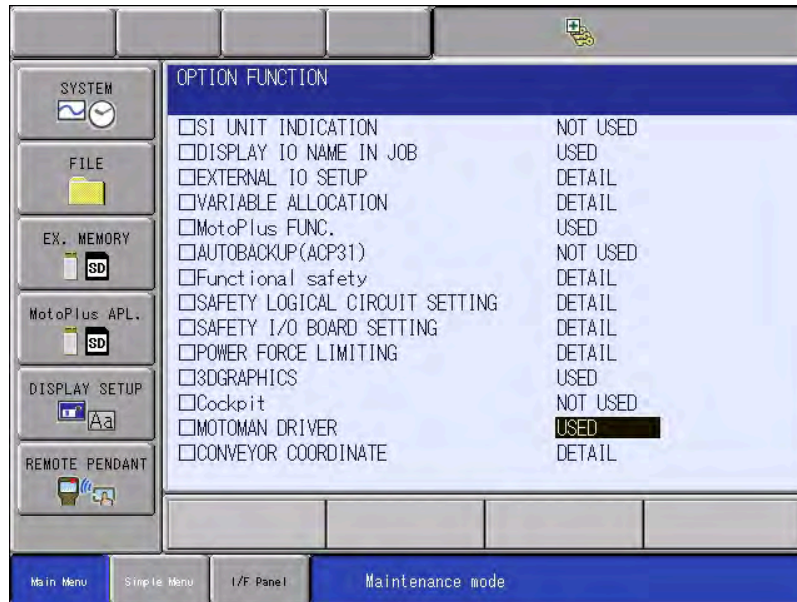 SYSTEM
FILE
EX. MEMORY
SD
MotoPlus APL.
SD
DISPLAY SETUP
Aa
REMOTE PENDANT
OPTION FUNCTION
□SI UNIT INDICATION NOT USED
□DISPLAY IO NAME IN JOB USED
□EXTERNAL IO SETUP DETAIL
□VARIABLE ALLOCATION DETAIL
□MotoPlus FUNC. USED
□AUTOBACKUP(ACP31) NOT USED
□Functional safety DETAIL
□SAFETY LOGICAL CIRCUIT SETTING DETAIL
□SAFETY I/O BOARD SETTING DETAIL
□POWER FORCE LIMITING DETAIL
□3DGRAPHICS USED
□Cockpit NOT USED
□MOTOMAN DRIVER USED
□CONVEYOR COORDINATE DETAIL
Main Menu Simple Menu I/F Panel Maintenance mode